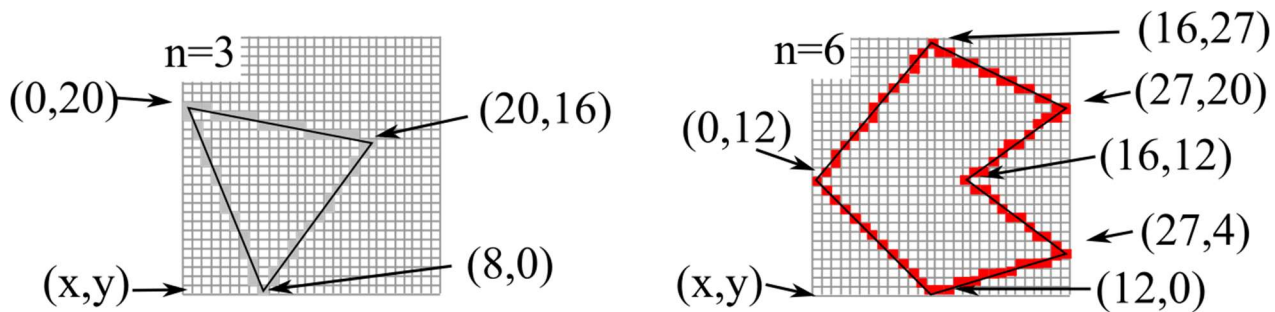 n=3
(0,20)
(20,16)
(8,0)
(x,y)
n=6
(16,27)
(27,20)
(0,12)
(16,12)
(27,4)
(x,y)
(12,0)